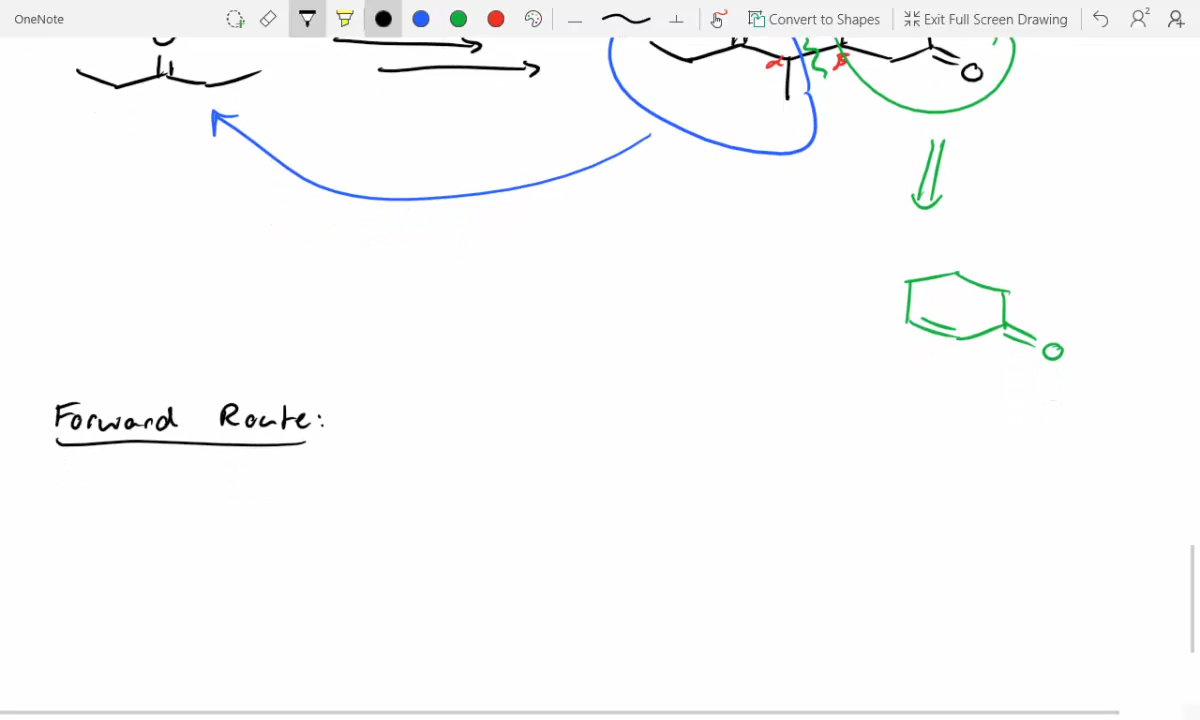 OneNote
Convert to Shapes
Exit Full Screen Drawing
α
β
O
O
Forward Route: